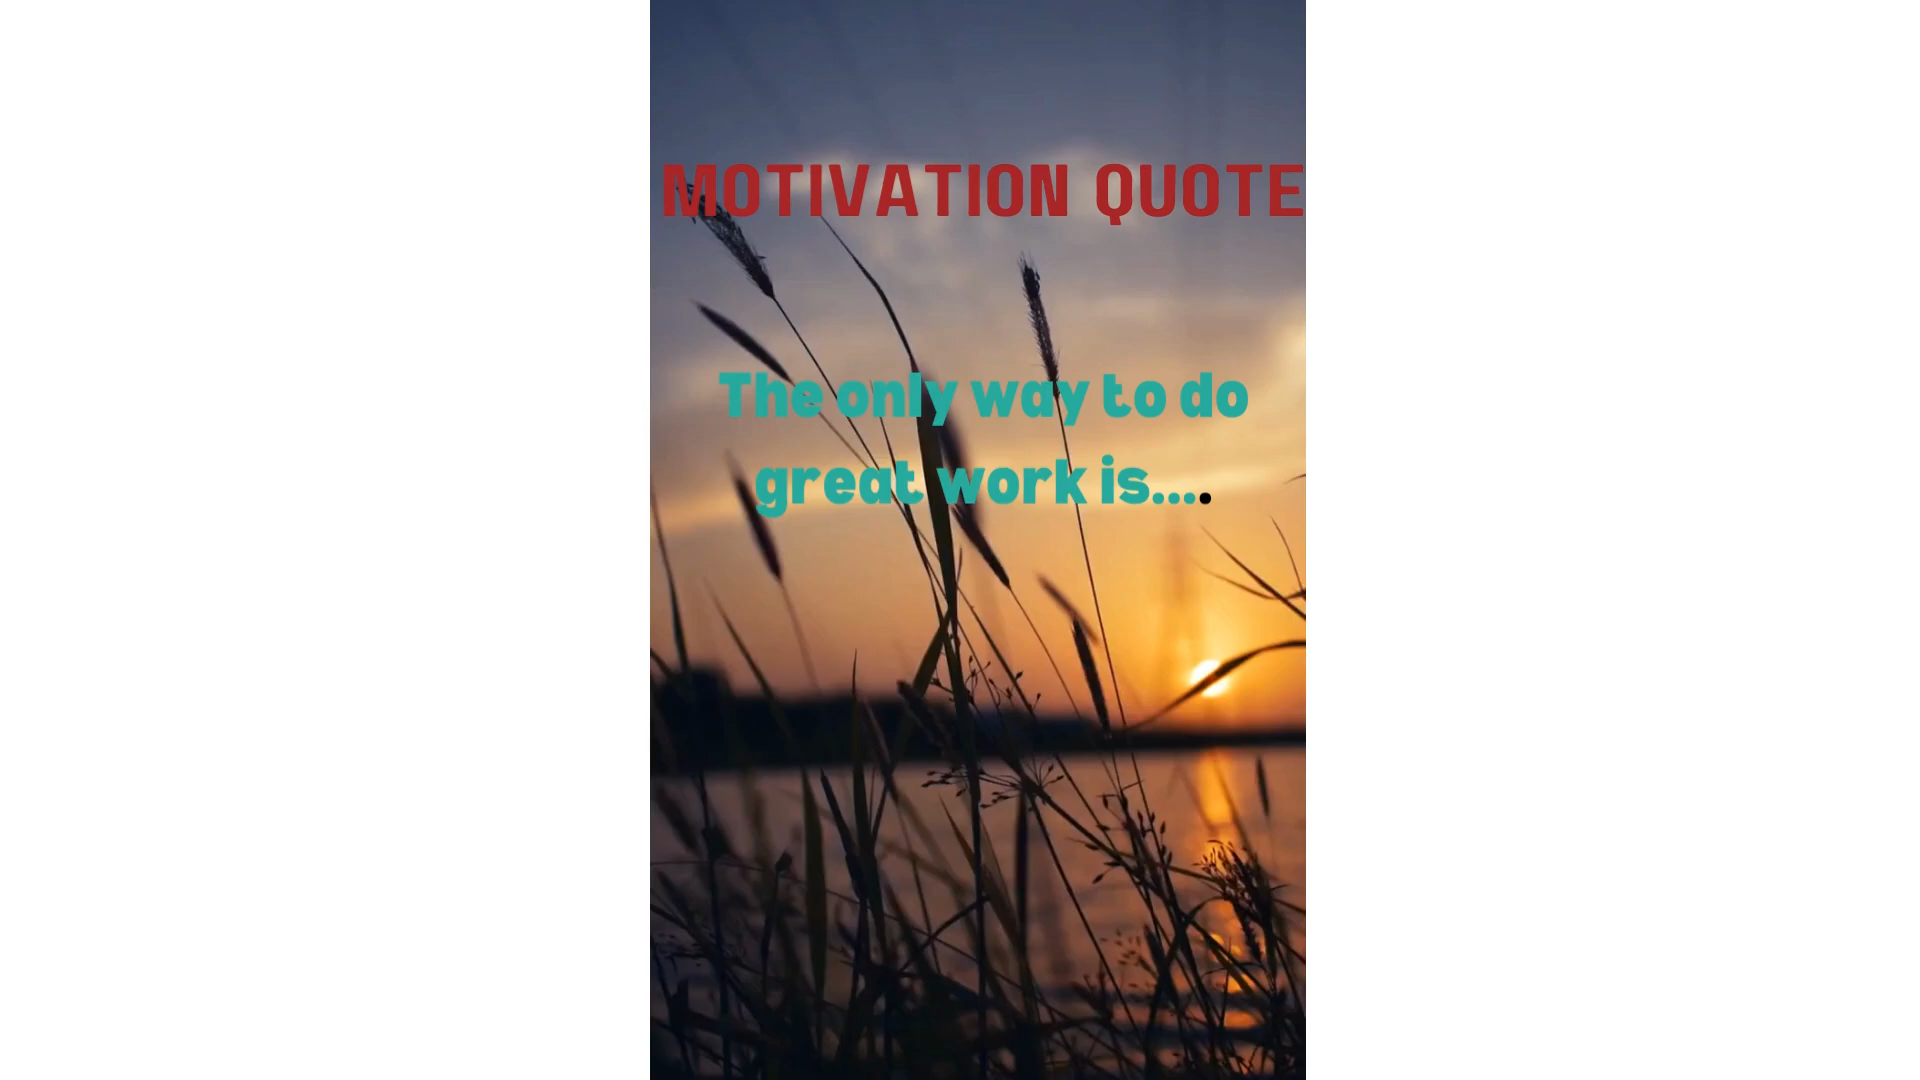 MOTIVATION QUOTE
The only way to do
great work is....